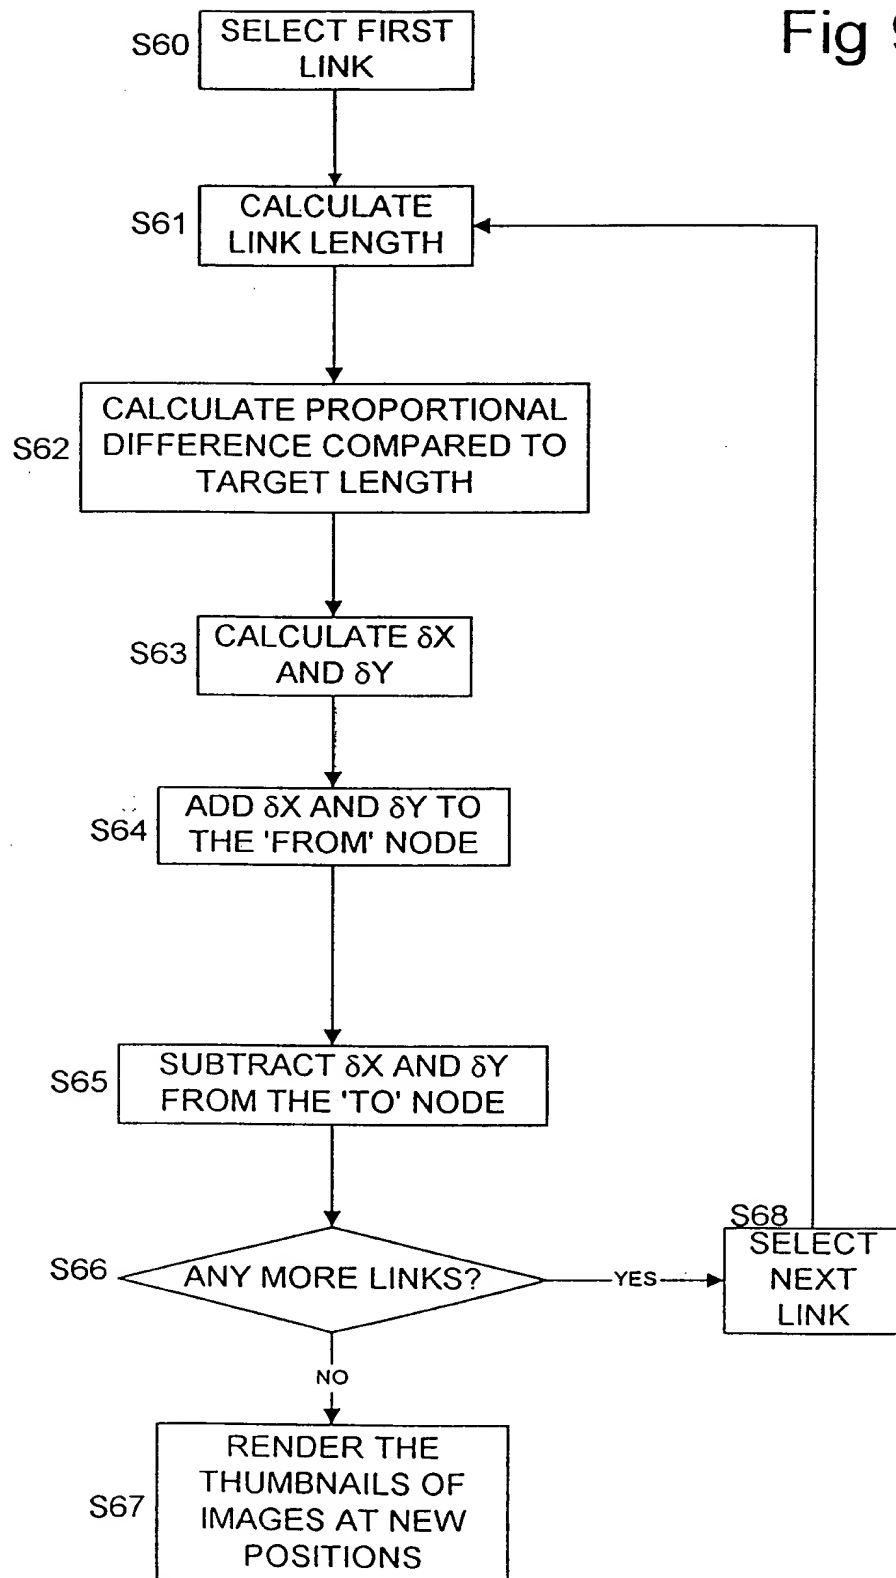 Fig 9
S60
SELECT FIRST
LINK
S61
CALCULATE
LINK LENGTH
S62
CALCULATE PROPORTIONAL
DIFFERENCE COMPARED TO
TARGET LENGTH
S63
CALCULATE δX
AND δY
S64
ADD δX AND δY TO
THE 'FROM' NODE
S65
SUBTRACT δX AND δY
FROM THE 'TO' NODE
S66
ANY MORE LINKS?
YES
S68
SELECT
NEXT
LINK
NO
S67
RENDER THE
THUMBNAILS OF
IMAGES AT NEW
POSITIONS